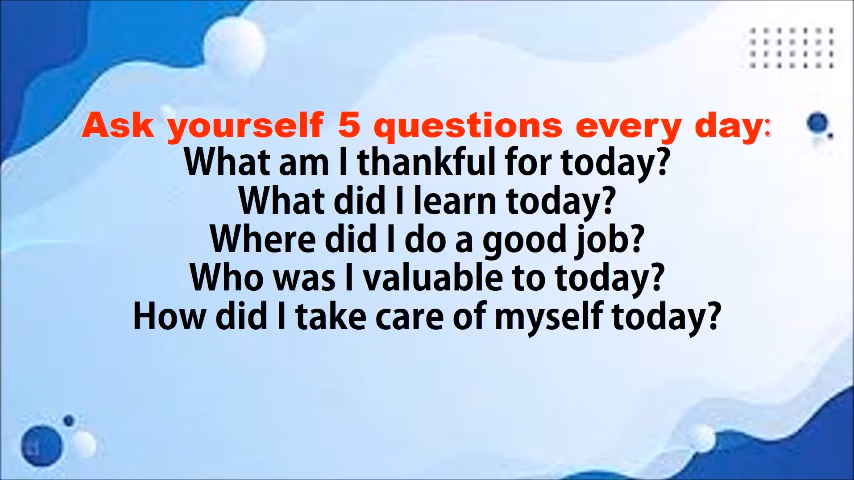 Ask yourself 5 questions every day:
What am I thankful for today?
What did I learn today?
Where did I do a good job?
Who was I valuable to today?
How did I take care of myself today?